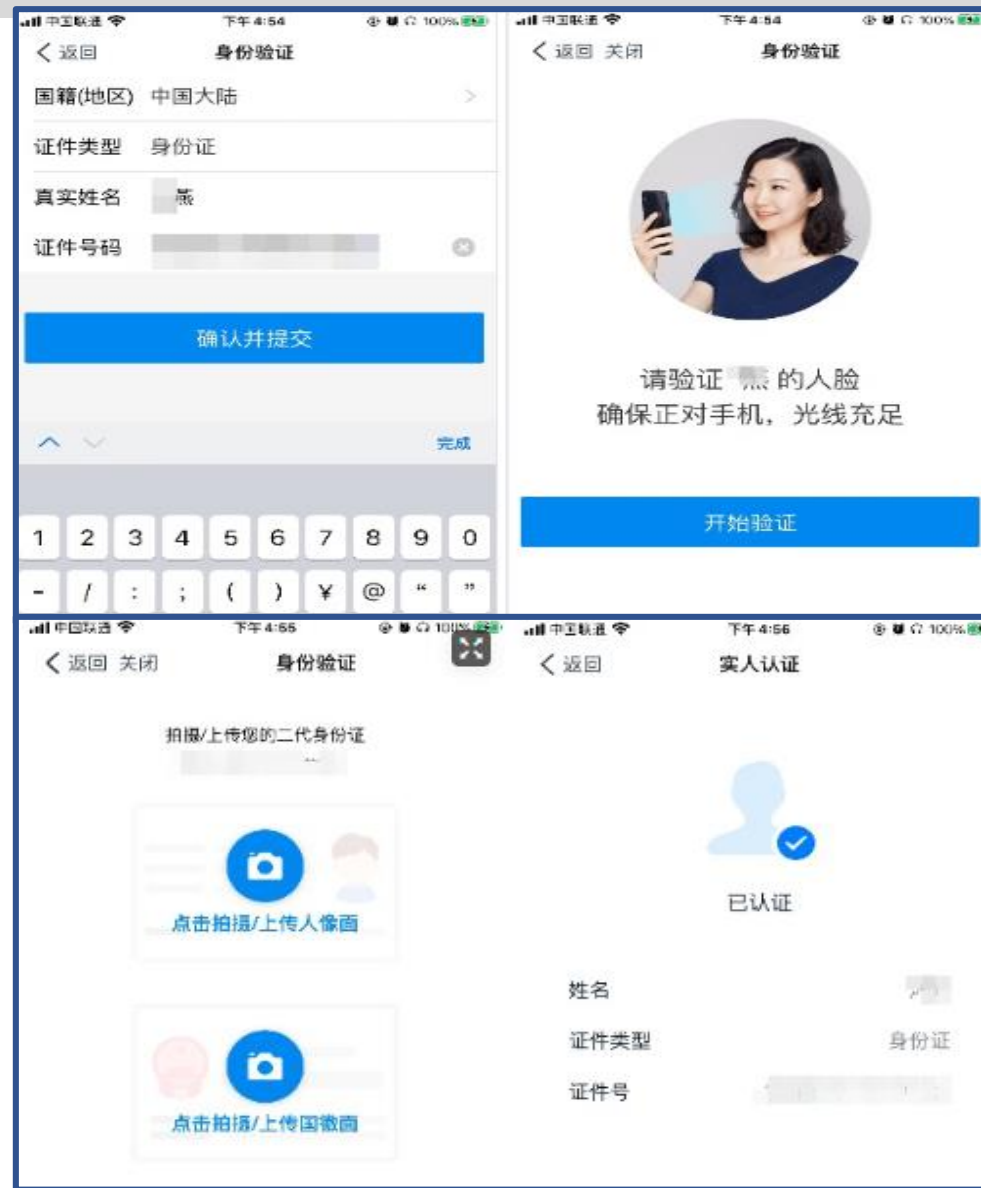 中国联通 下午4:54 100%
返回 身份验证
国籍(地区) 中国大陆
证件类型 身份证
真实姓名 燕
证件号码
确认并提交
完成
1 2 3 4 5 6 7 8 9 0
- / : ; ( ) ¥ @ “ ”
中国联通 下午4:54 100%
返回 关闭 身份验证
请验证 燕 的人脸
确保正对手机，光线充足
开始验证
中国联通 下午4:55 100%
返回 关闭 身份验证
拍摄/上传您的二代身份证
点击拍摄/上传人像面
点击拍摄/上传国徽面
中国联通 下午4:56 100%
返回 实人认证
已认证
姓名
证件类型 身份证
证件号